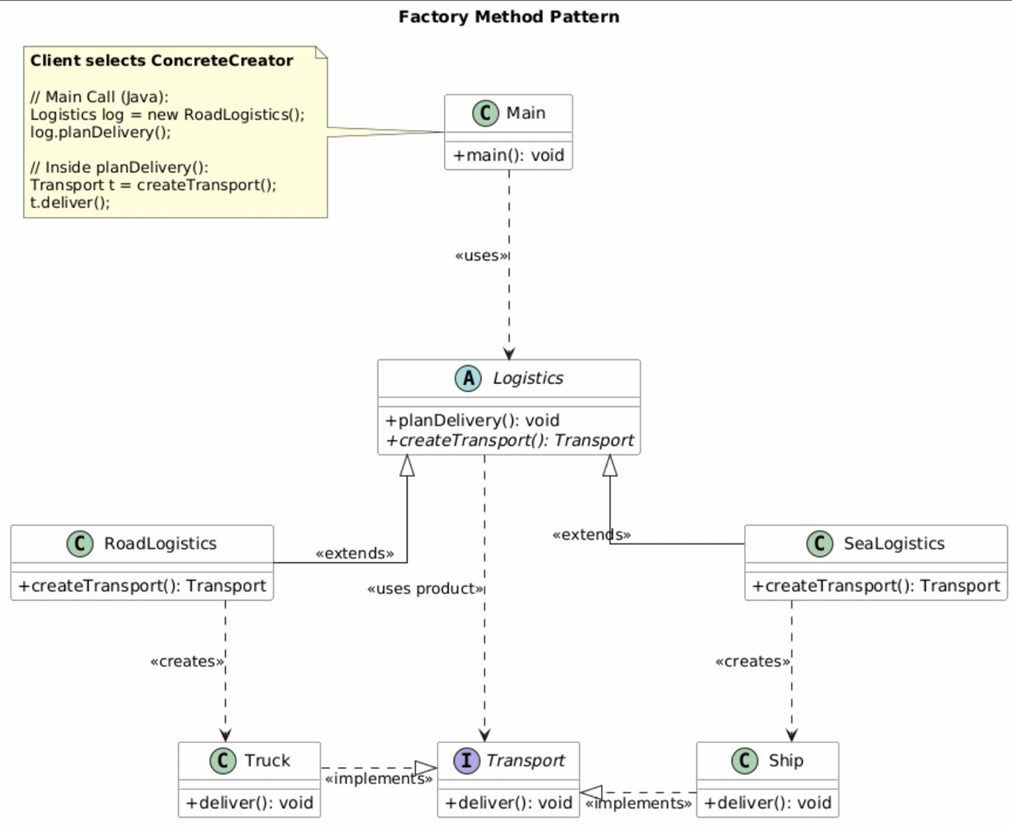 Factory Method Pattern
Client selects ConcreteCreator
// Main Call (Java):
Logistics log = new RoadLogistics();
log.planDelivery();
// Inside planDelivery():
Transport t = createTransport();
t.deliver();
C Main
+main(): void
«uses»
A Logistics
+planDelivery(): void
+createTransport(): Transport
C RoadLogistics
+createTransport(): Transport
«extends»
«extends»
C SeaLogistics
+createTransport(): Transport
«uses product»
«creates»
«creates»
C Truck
+deliver(): void
«implements»
I Transport
+deliver(): void
«implements»
C Ship
+deliver(): void